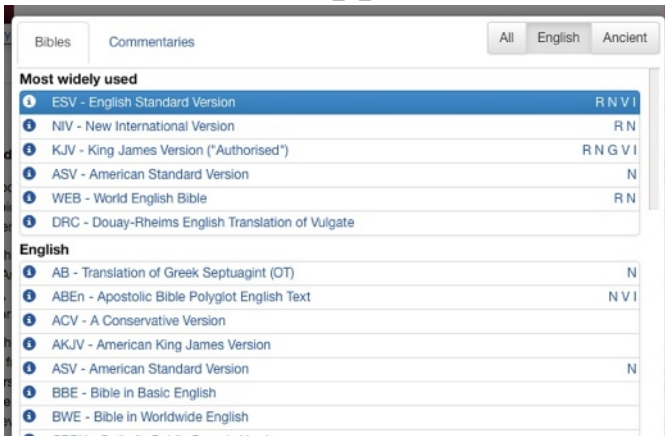 Bibles Commentaries All English Ancient
Most widely used
ESV - English Standard Version R N V I
NIV - New International Version R N
KJV - King James Version ("Authorised") R N G V I
ASV - American Standard Version N
WEB - World English Bible R N
DRC - Douay-Rheims English Translation of Vulgate
English
AB - Translation of Greek Septuagint (OT) N
ABEn - Apostolic Bible Polyglot English Text N V I
ACV - A Conservative Version
AKJV - American King James Version
ASV - American Standard Version N
BBE - Bible in Basic English
BWE - Bible in Worldwide English